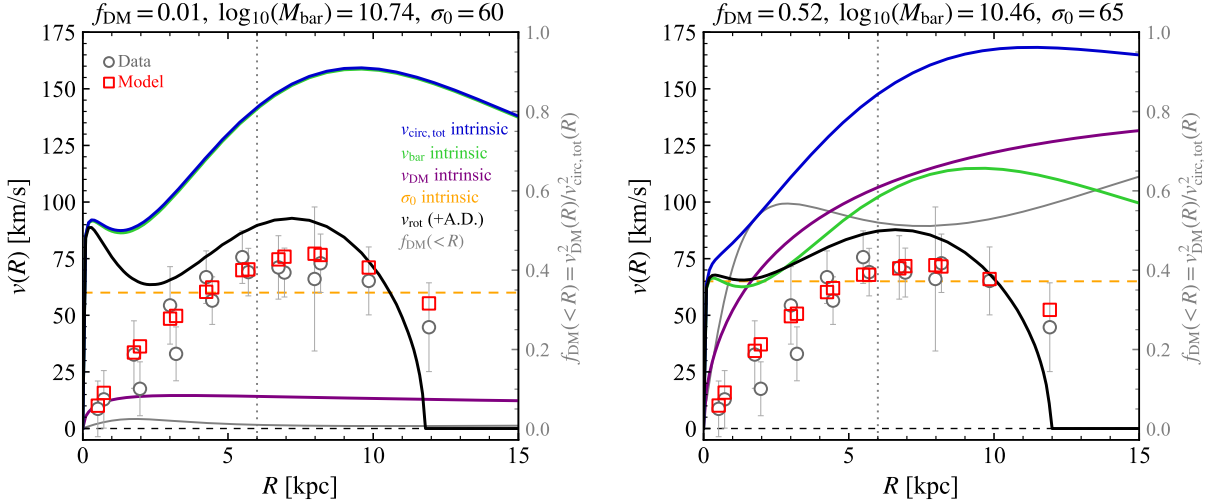 f_DM = 0.01, log₁₀(M_bar) = 10.74, σ₀ = 60
175
150
125
100
75
50
25
0
v(R) [km/s]
Data
Model
v_circ,tot intrinsic
v_bar intrinsic
v_DM intrinsic
σ₀ intrinsic
v_rot (+A.D.)
f_DM(<R)
1.0
0.8
0.6
0.4
0.2
0.0
f_DM(<R) = v²_DM(R)/v²_circ,tot(R)
0
5
10
15
R [kpc]
f_DM = 0.52, log₁₀(M_bar) = 10.46, σ₀ = 65
175
150
125
100
75
50
25
0
v(R) [km/s]
1.0
0.8
0.6
0.4
0.2
0.0
f_DM(<R) = v²_DM(R)/v²_circ,tot(R)
0
5
10
15
R [kpc]